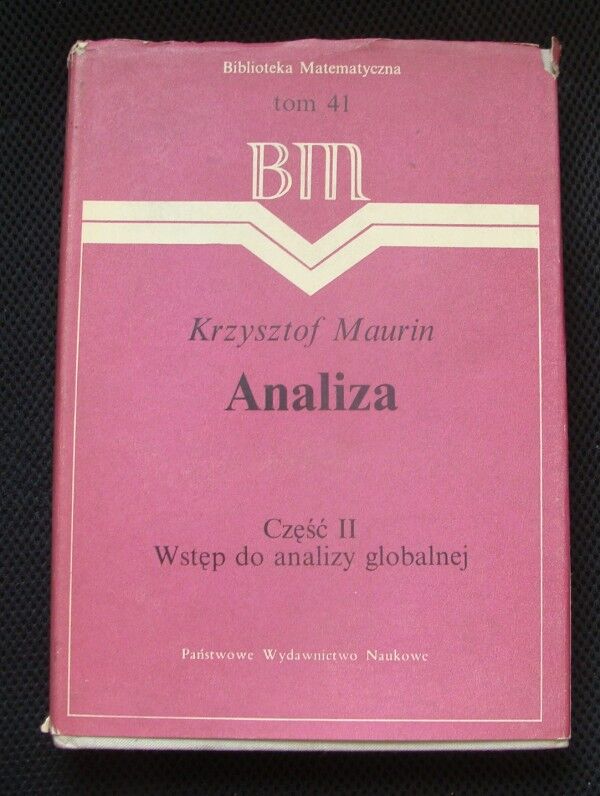 Biblioteka Matematyczna
tom 41
BM
Krzysztof Maurin
Analiza
Część II
Wstęp do analizy globalnej
Państwowe Wydawnictwo Naukowe